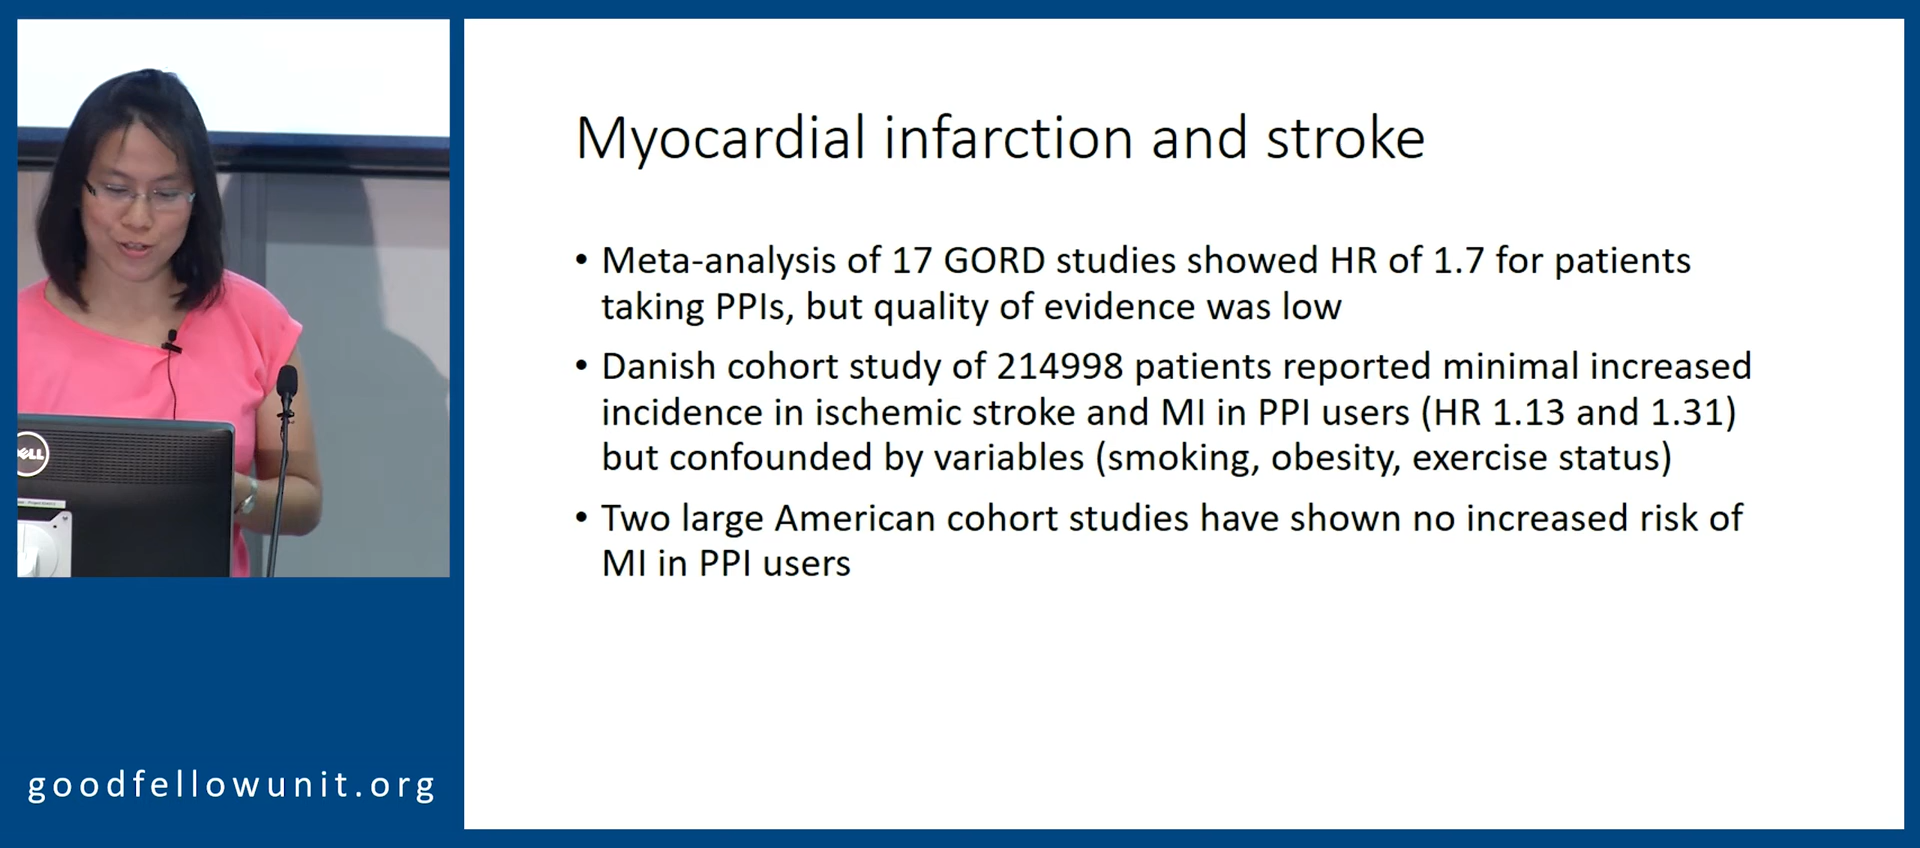 Myocardial infarction and stroke
• Meta-analysis of 17 GORD studies showed HR of 1.7 for patients
taking PPIs, but quality of evidence was low
• Danish cohort study of 214998 patients reported minimal increased
incidence in ischemic stroke and MI in PPI users (HR 1.13 and 1.31)
but confounded by variables (smoking, obesity, exercise status)
• Two large American cohort studies have shown no increased risk of
MI in PPI users
DELL
goodfellowunit.org